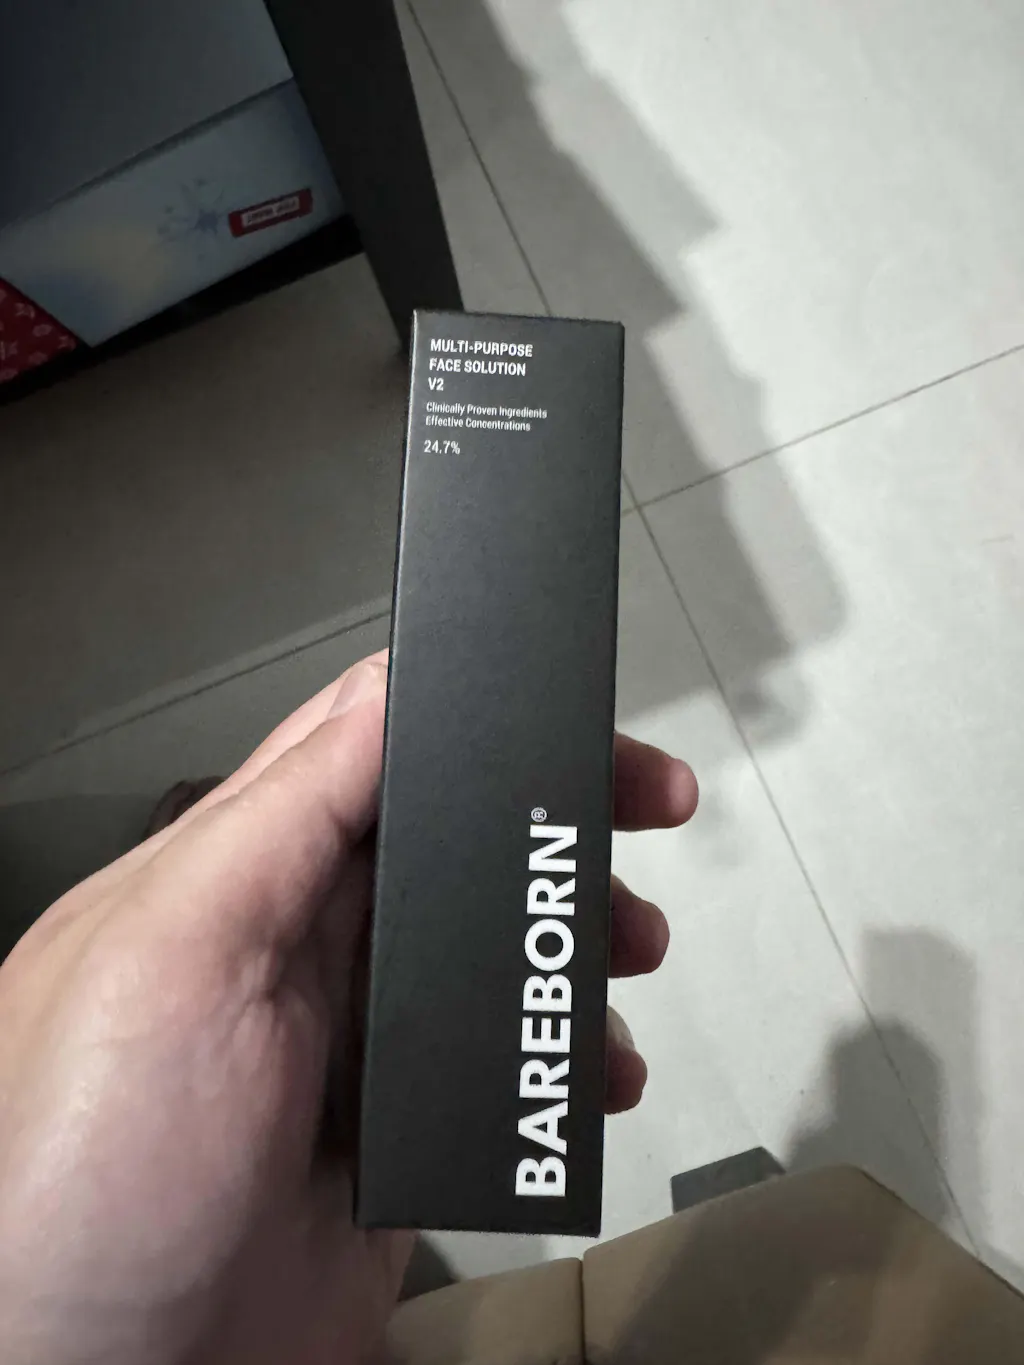 MULTI-PURPOSE
FACE SOLUTION
V2
Clinically Proven Ingredients
Effective Concentrations
24.7%
BAREBORN®